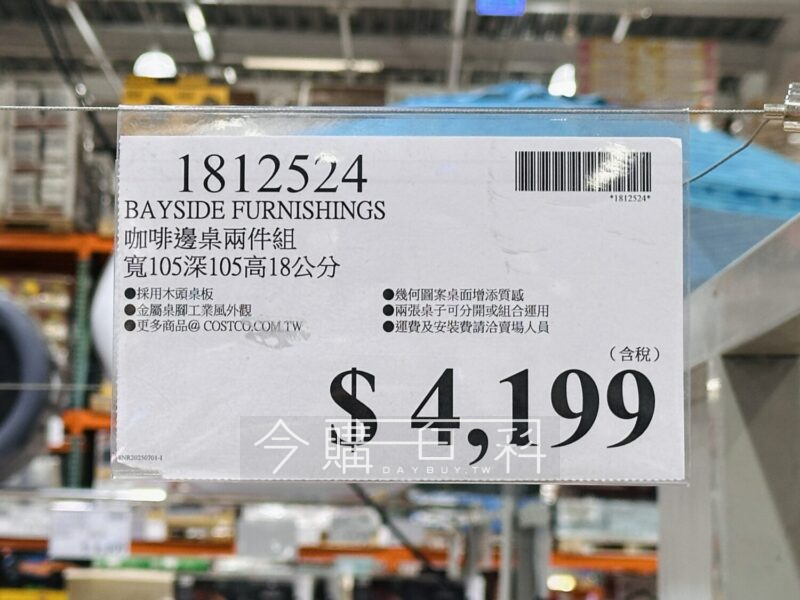 1812524
*1812524*
BAYSIDE FURNISHINGS
咖啡邊桌兩件組
寬105深105高18公分
●採用木頭桌板
●金屬桌腳工業風外觀
●更多商品@ COSTCO.COM.TW
●幾何圖案桌面增添質感
●兩張桌子可分開或組合運用
●運費及安裝費請洽賣場人員
（含稅）
$ 4,199
今購百科
DAYBUY.TW